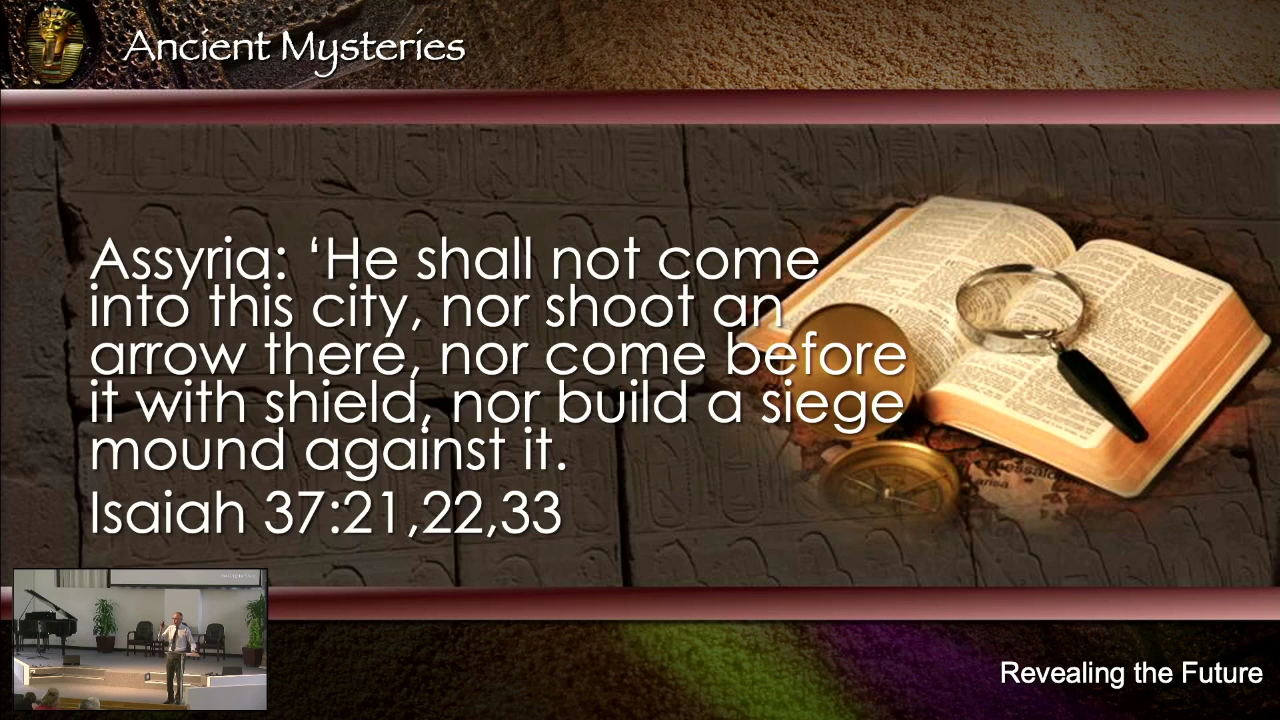 Ancient Mysteries
Assyria: ‘He shall not come
into this city, nor shoot an
arrow there, nor come before
it with shield, nor build a siege
mound against it.
Isaiah 37:21,22,33
Revealing the Future